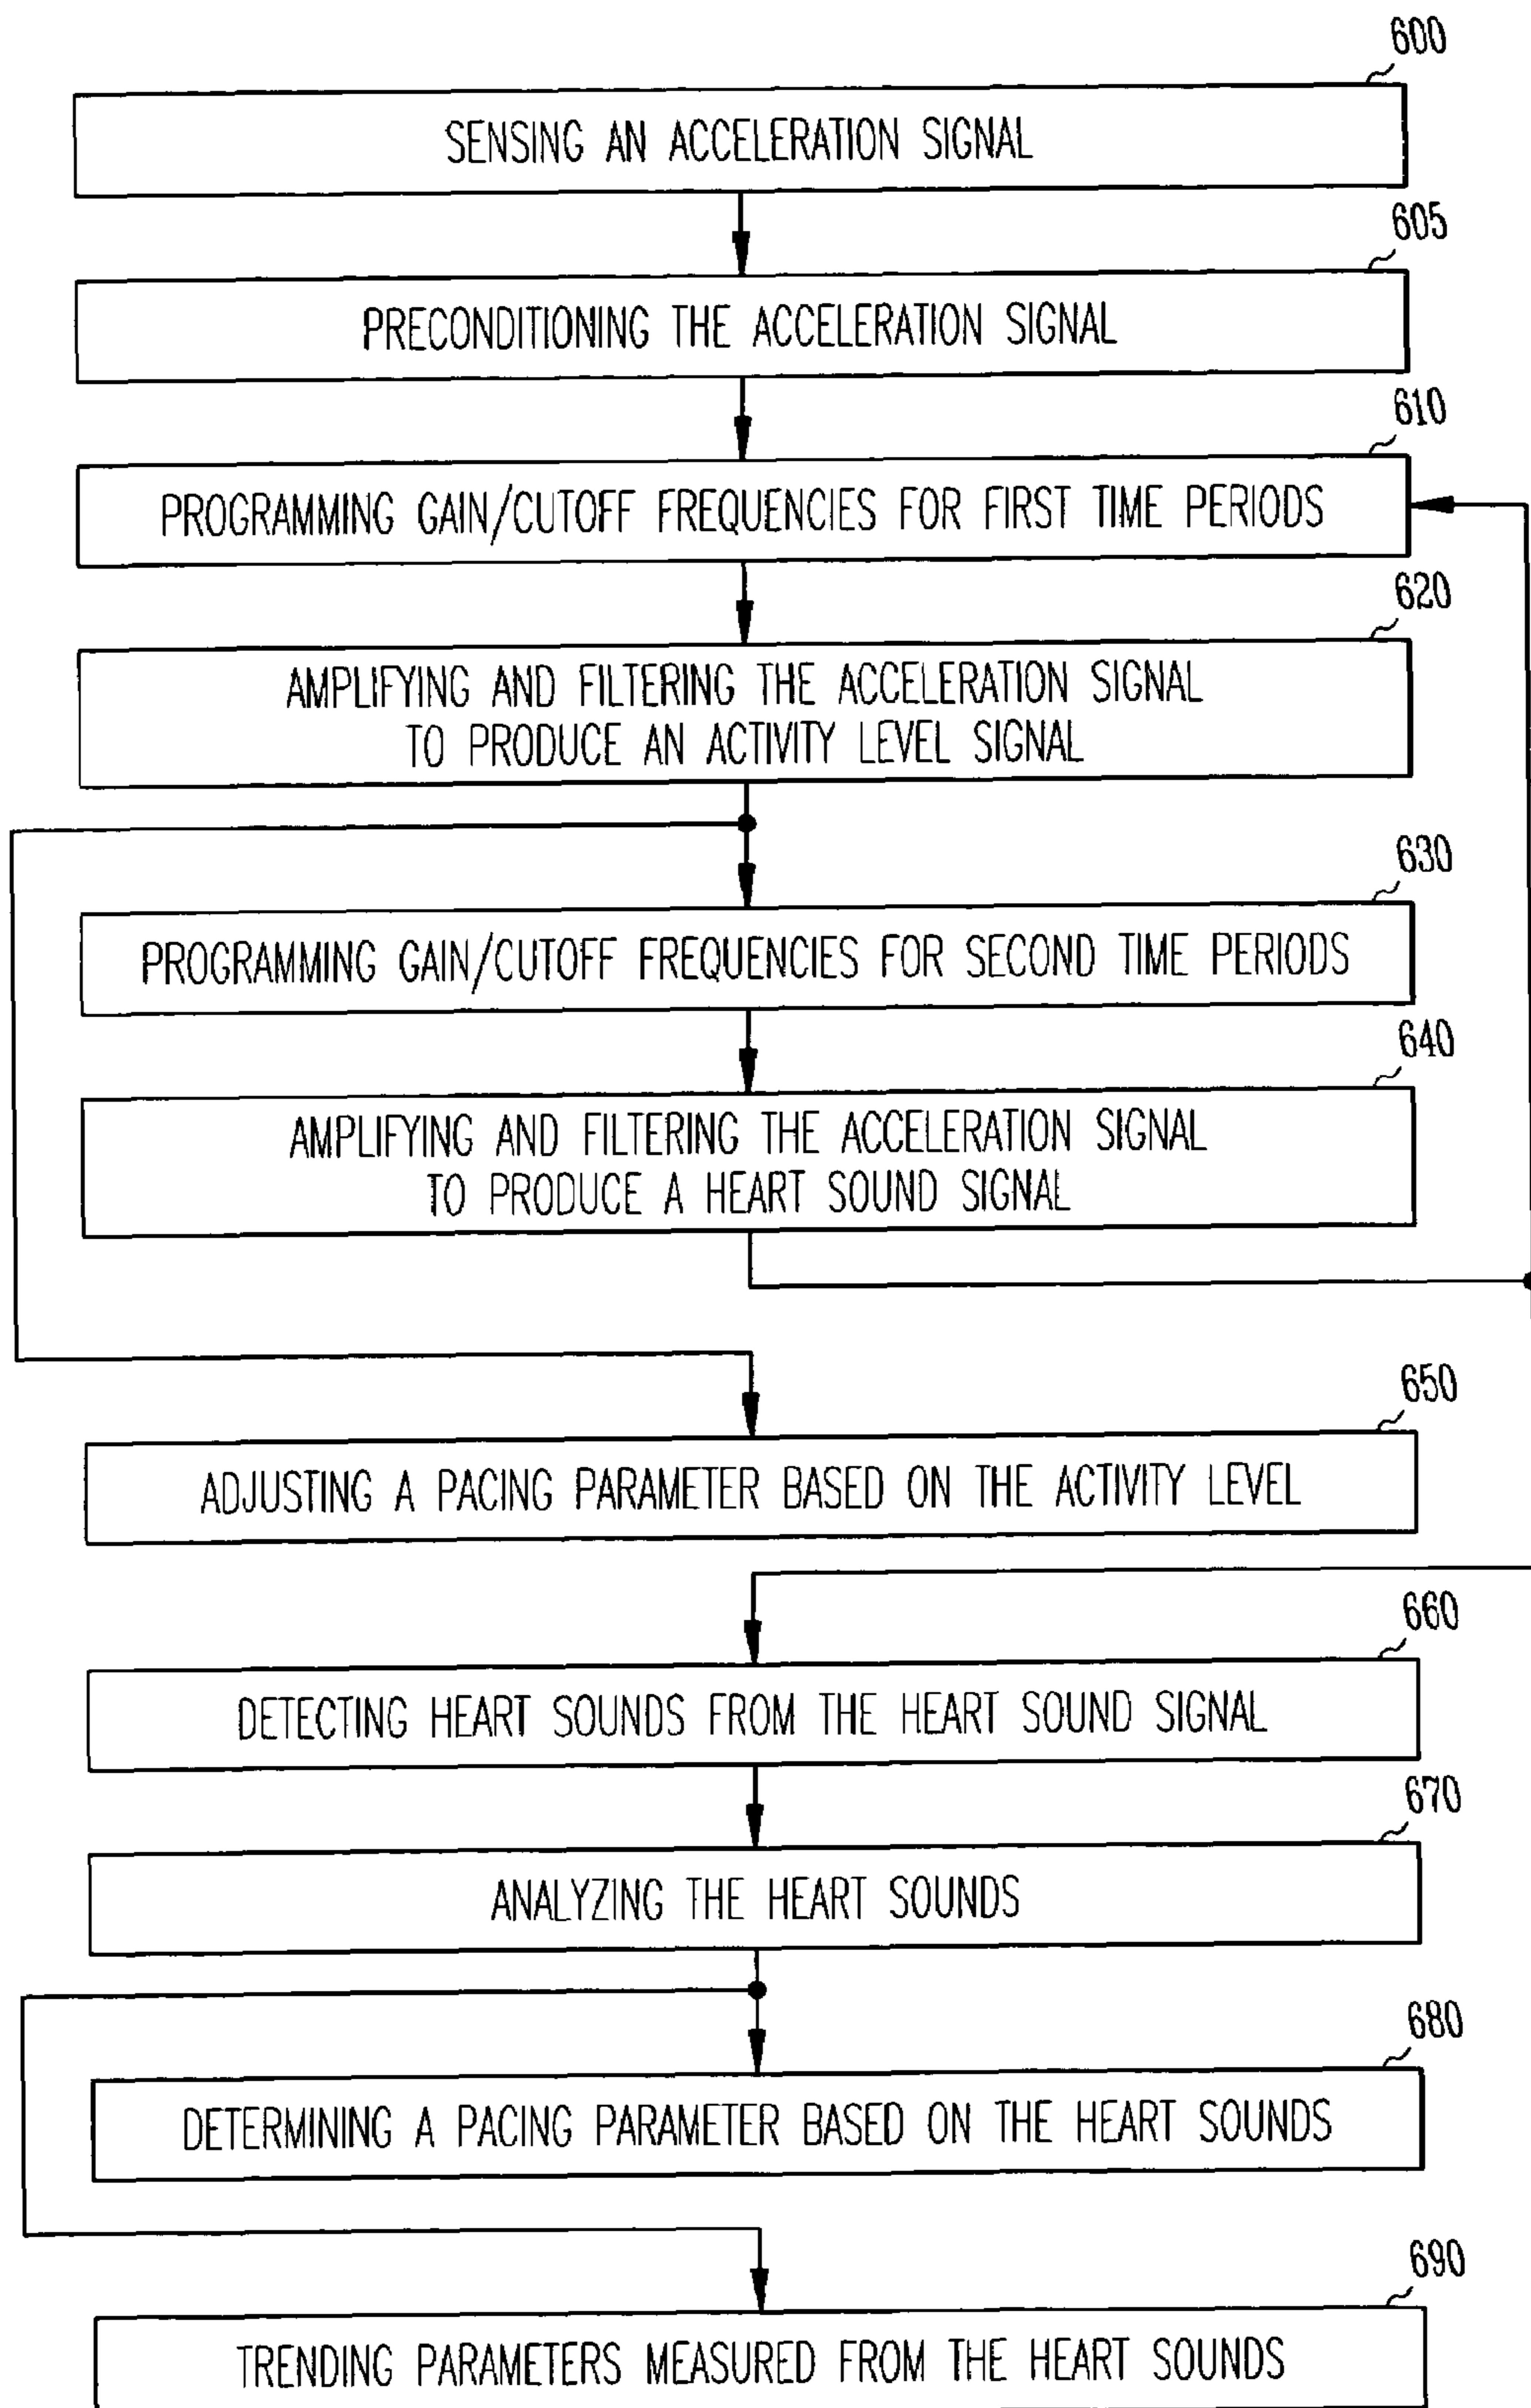 600
SENSING AN ACCELERATION SIGNAL
605
PRECONDITIONING THE ACCELERATION SIGNAL
610
PROGRAMMING GAIN/CUTOFF FREQUENCIES FOR FIRST TIME PERIODS
620
AMPLIFYING AND FILTERING THE ACCELERATION SIGNAL
TO PRODUCE AN ACTIVITY LEVEL SIGNAL
630
PROGRAMMING GAIN/CUTOFF FREQUENCIES FOR SECOND TIME PERIODS
640
AMPLIFYING AND FILTERING THE ACCELERATION SIGNAL
TO PRODUCE A HEART SOUND SIGNAL
650
ADJUSTING A PACING PARAMETER BASED ON THE ACTIVITY LEVEL
660
DETECTING HEART SOUNDS FROM THE HEART SOUND SIGNAL
670
ANALYZING THE HEART SOUNDS
680
DETERMINING A PACING PARAMETER BASED ON THE HEART SOUNDS
690
TRENDING PARAMETERS MEASURED FROM THE HEART SOUNDS